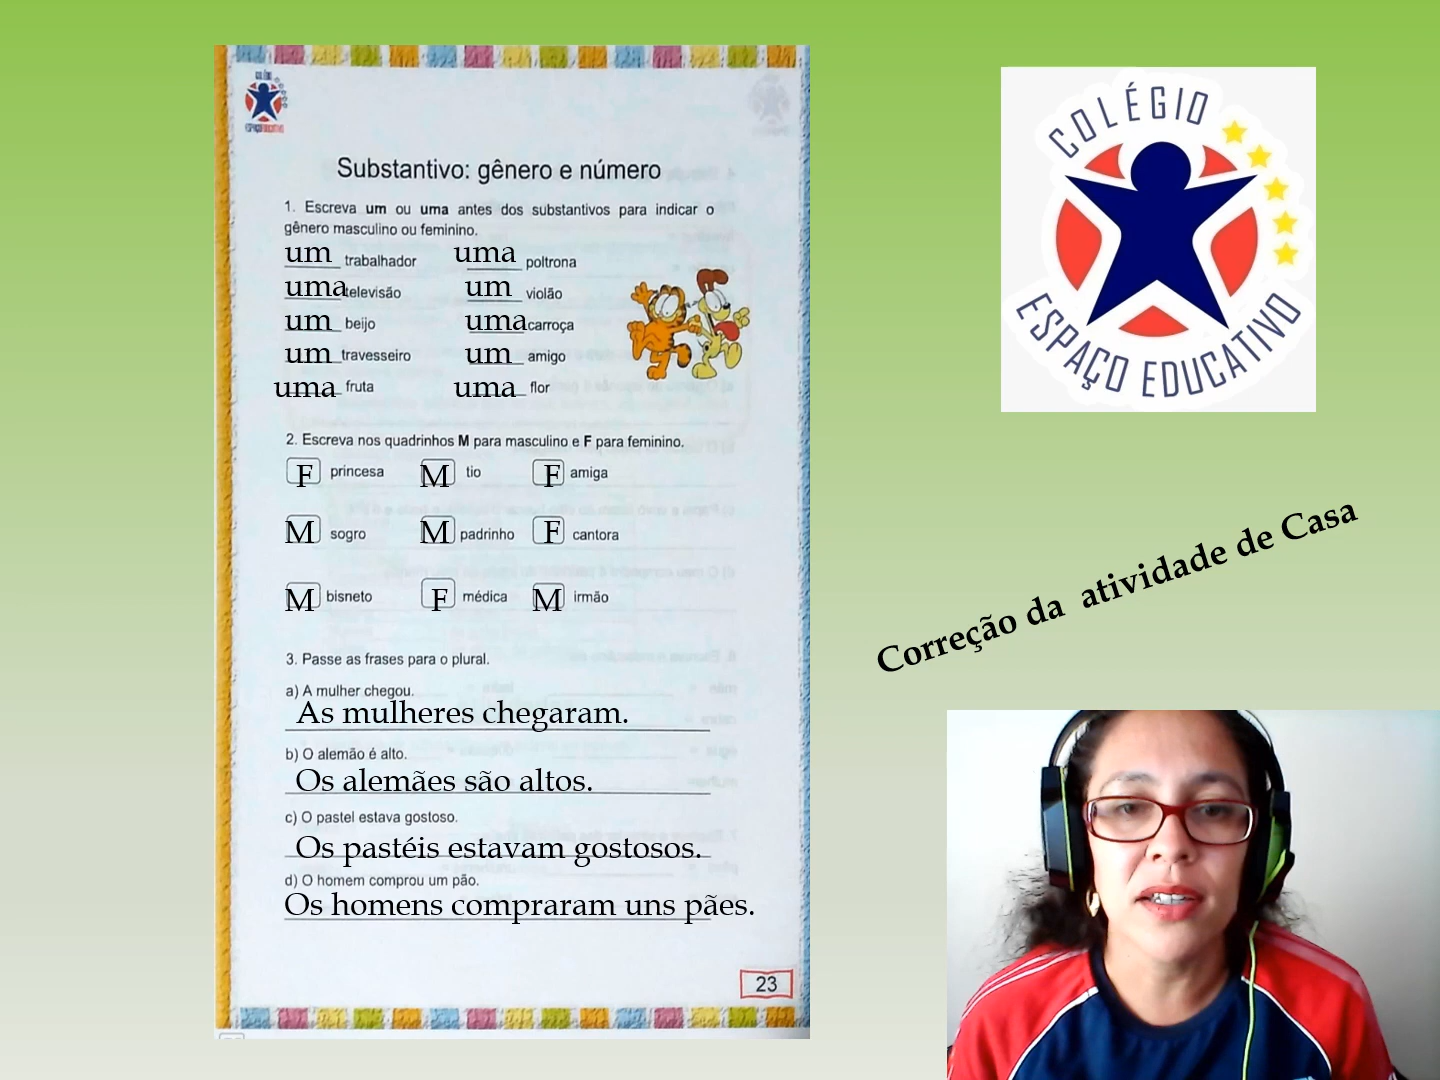 COLÉGIO
ESPAÇO EDUCATIVO
Substantivo: gênero e número
1. Escreva um ou uma antes dos substantivos para indicar o
gênero masculino ou feminino.
um trabalhador uma poltrona
uma televisão um violão
um beijo uma carroça
um travesseiro um amigo
uma fruta uma flor
2. Escreva nos quadrinhos M para masculino e F para feminino.
F princesa M tio F amiga
M sogro M padrinho F cantora
M bisneto F médica M irmão
3. Passe as frases para o plural.
a) A mulher chegou.
As mulheres chegaram.
b) O alemão é alto.
Os alemães são altos.
c) O pastel estava gostoso.
Os pastéis estavam gostosos.
d) O homem comprou um pão.
Os homens compraram uns pães.
23
COLÉGIO
ESPAÇO EDUCATIVO
Correção da atividade de Casa